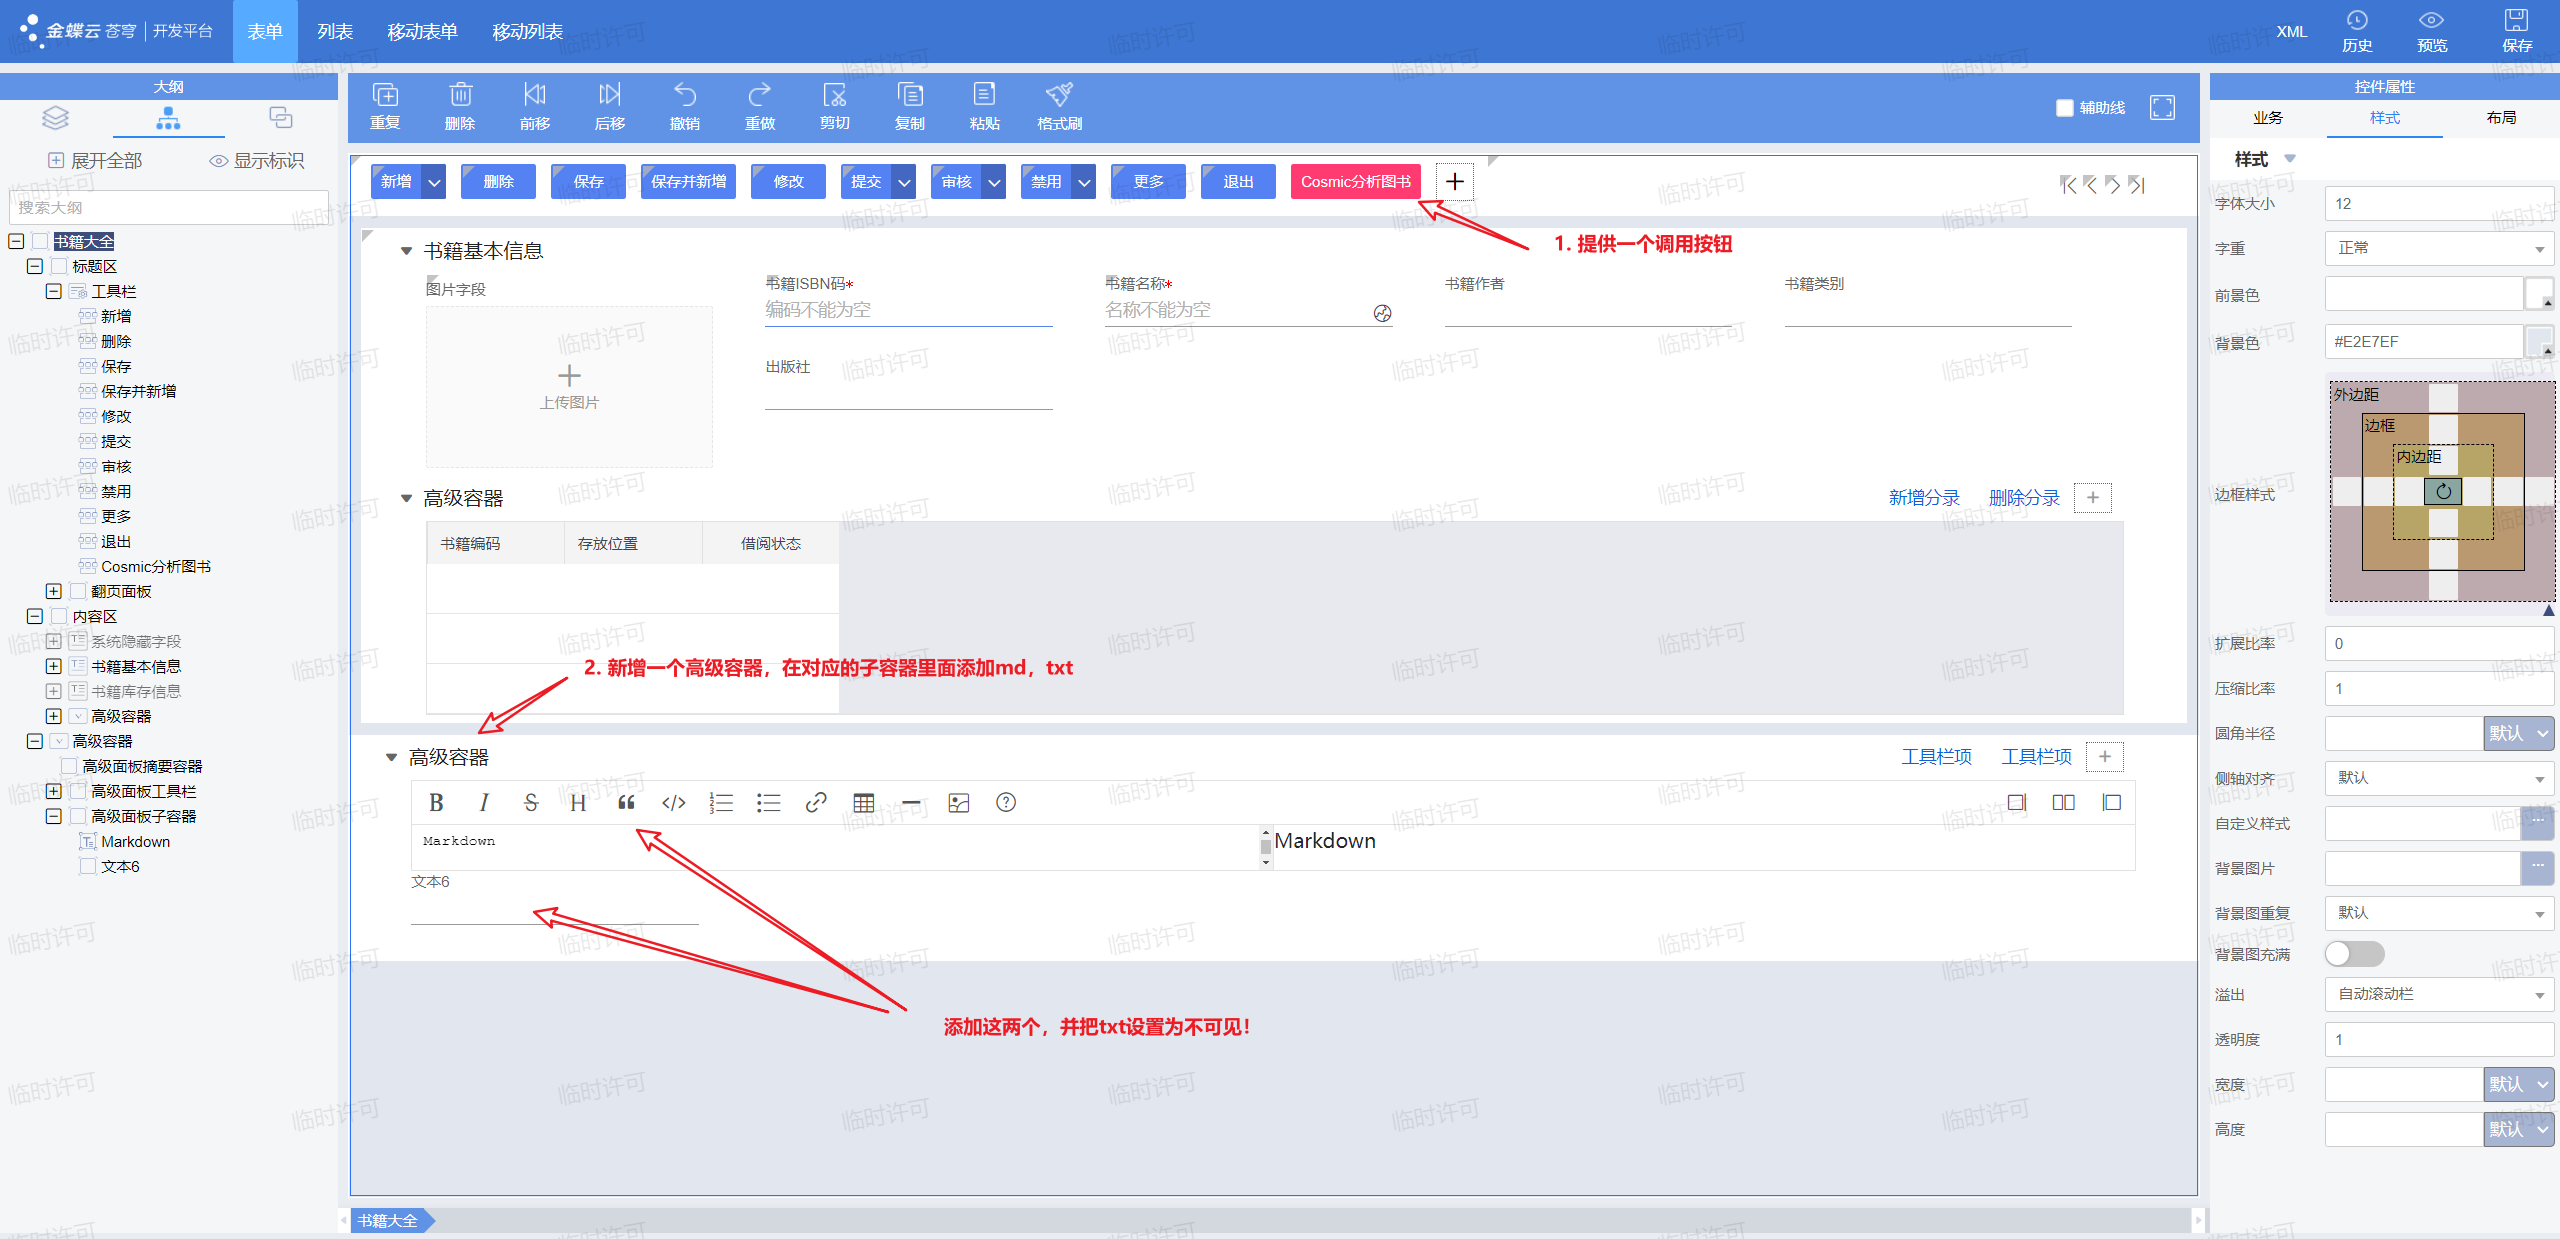 金蝶云 苍穹 | 开发平台
表单
列表
移动表单
移动列表
XML
历史
预览
保存
大纲
展开全部
显示标识
搜索大纲
书籍大全
标题区
工具栏
新增
删除
保存
保存并新增
修改
提交
审核
禁用
更多
退出
Cosmic分析图书
翻页面板
内容区
系统隐藏字段
书籍基本信息
书籍库存信息
高级容器
高级容器
高级面板摘要容器
高级面板工具栏
高级面板子容器
Markdown
文本6
重复
删除
前移
后移
撤销
重做
剪切
复制
粘贴
格式刷
辅助线
新增
删除
保存
保存并新增
修改
提交
审核
禁用
更多
退出
Cosmic分析图书
1. 提供一个调用按钮
书籍基本信息
图片字段
上传图片
书籍ISBN码*
编码不能为空
书籍名称*
名称不能为空
书籍作者
书籍类别
出版社
高级容器
新增分录
删除分录
书籍编码
存放位置
借阅状态
2. 新增一个高级容器，在对应的子容器里面添加md，txt
高级容器
工具栏项
工具栏项
B I S H
Markdown
Markdown
文本6
添加这两个，并把txt设置为不可见！
书籍大全
控件属性
业务
样式
布局
样式
字体大小
12
字重
正常
前景色
背景色
#E2E7EF
外边距
边框
内边距
边框样式
扩展比率
0
压缩比率
1
圆角半径
默认
侧轴对齐
默认
自定义样式
背景图片
背景图重复
默认
背景图充满
溢出
自动滚动栏
透明度
1
宽度
默认
高度
默认
临时许可